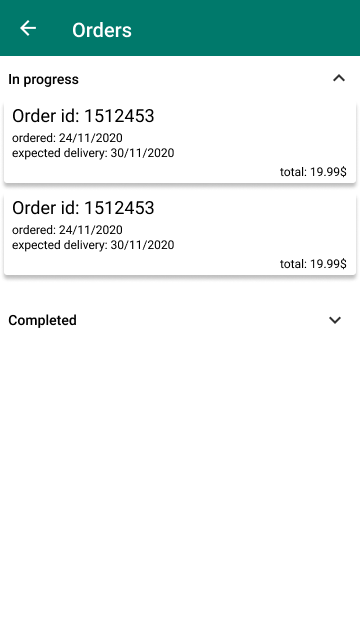 Orders
In progress
Order id: 1512453
ordered: 24/11/2020
expected delivery: 30/11/2020
total: 19.99$
Order id: 1512453
ordered: 24/11/2020
expected delivery: 30/11/2020
total: 19.99$
Completed